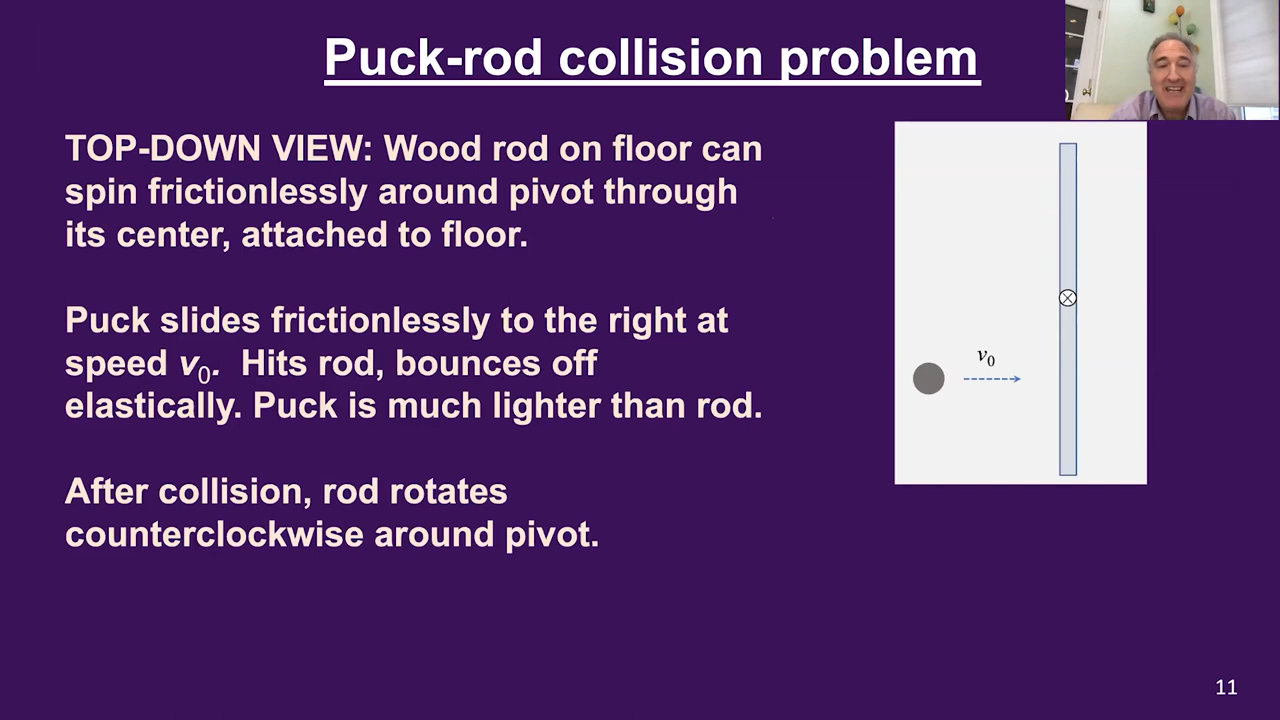 Puck-rod collision problem
TOP-DOWN VIEW: Wood rod on floor can
spin frictionlessly around pivot through
its center, attached to floor.
Puck slides frictionlessly to the right at
speed v₀. Hits rod, bounces off
elastically. Puck is much lighter than rod.
After collision, rod rotates
counterclockwise around pivot.
v₀
11